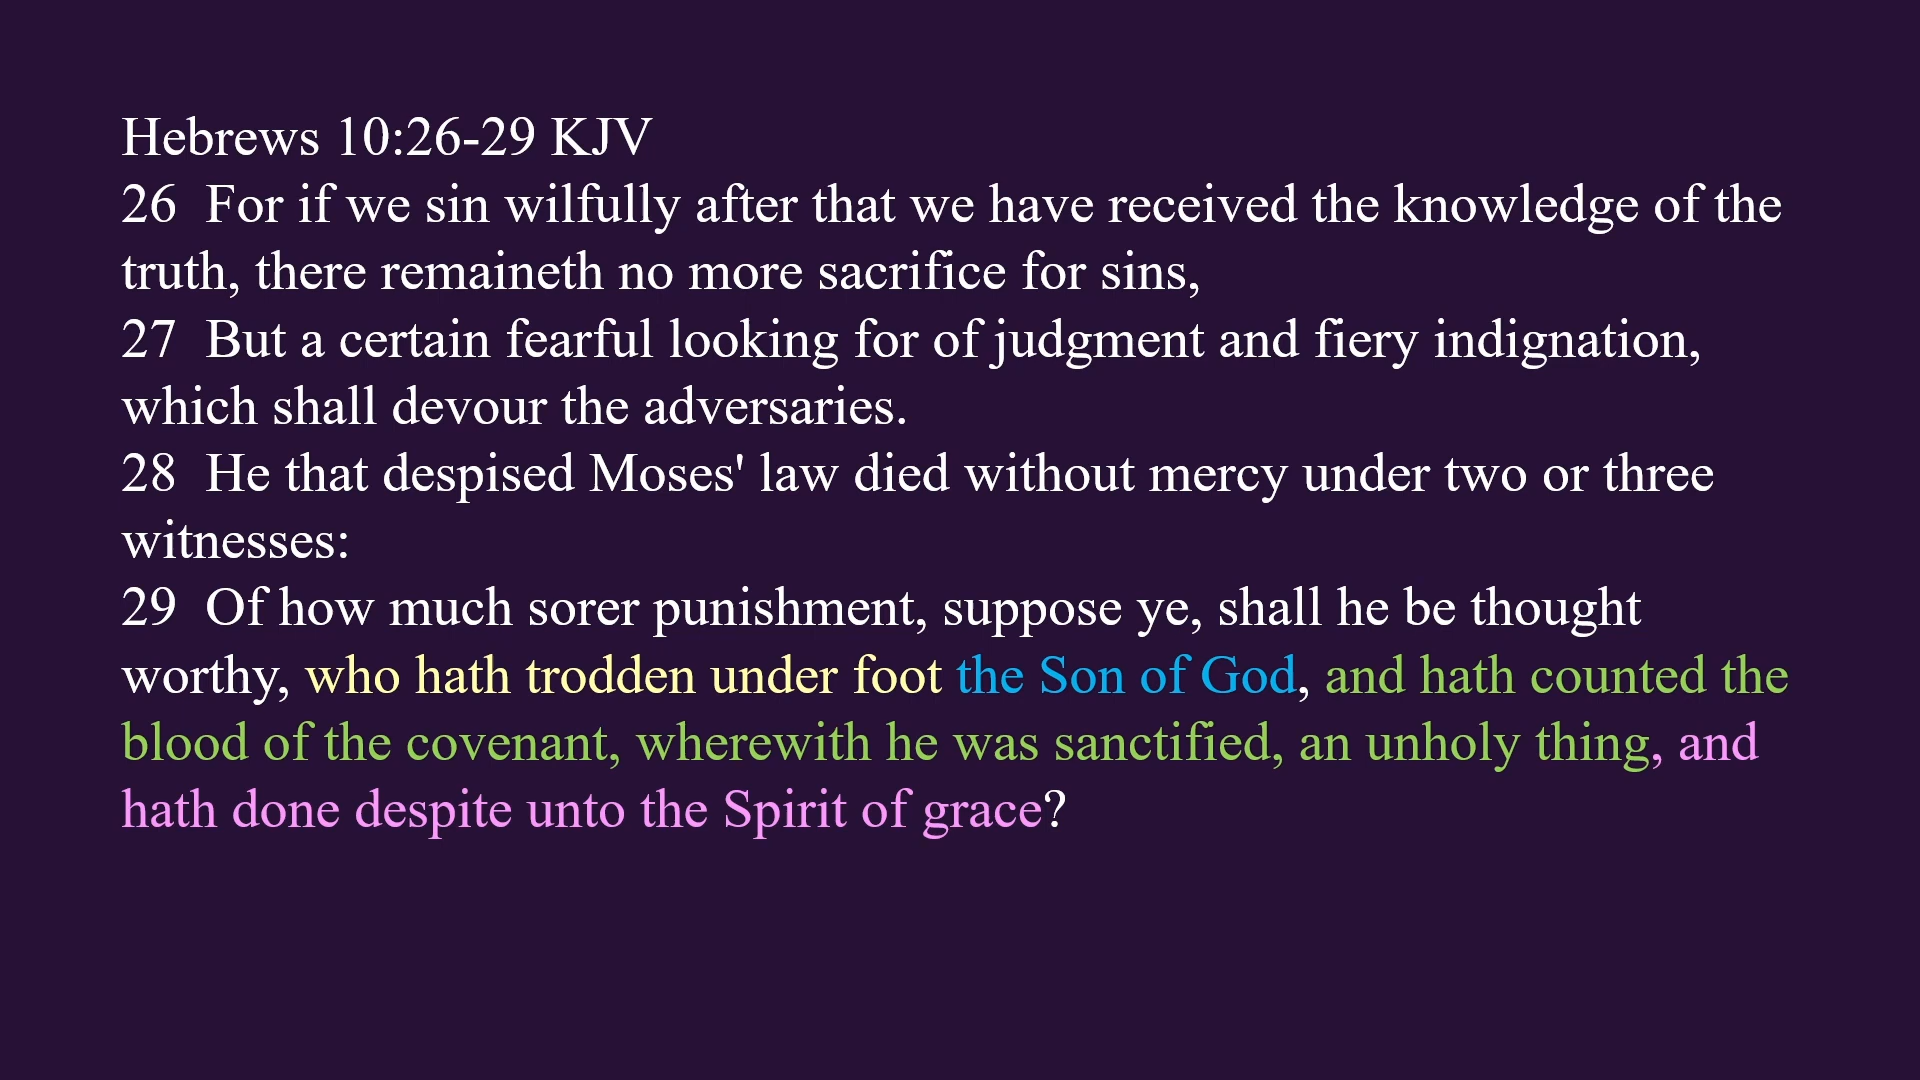 Hebrews 10:26-29 KJV
26  For if we sin wilfully after that we have received the knowledge of the
truth, there remaineth no more sacrifice for sins,
27  But a certain fearful looking for of judgment and fiery indignation,
which shall devour the adversaries.
28  He that despised Moses' law died without mercy under two or three
witnesses:
29  Of how much sorer punishment, suppose ye, shall he be thought
worthy, who hath trodden under foot the Son of God, and hath counted the
blood of the covenant, wherewith he was sanctified, an unholy thing, and
hath done despite unto the Spirit of grace?